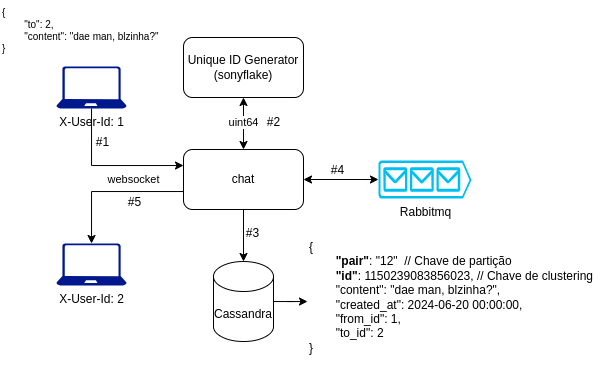 {
"to": 2,
"content": "dae man, blzinha?"
}
Unique ID Generator
(sonyflake)
X-User-Id: 1
uint64
#2
#1
#4
websocket
chat
#5
Rabbitmq
#3
X-User-Id: 2
Cassandra
{
"pair": "12" // Chave de partição
"id": 1150239083856023, // Chave de clustering
"content": "dae man, blzinha?",
"created_at": 2024-06-20 00:00:00,
"from_id": 1,
"to_id": 2
}